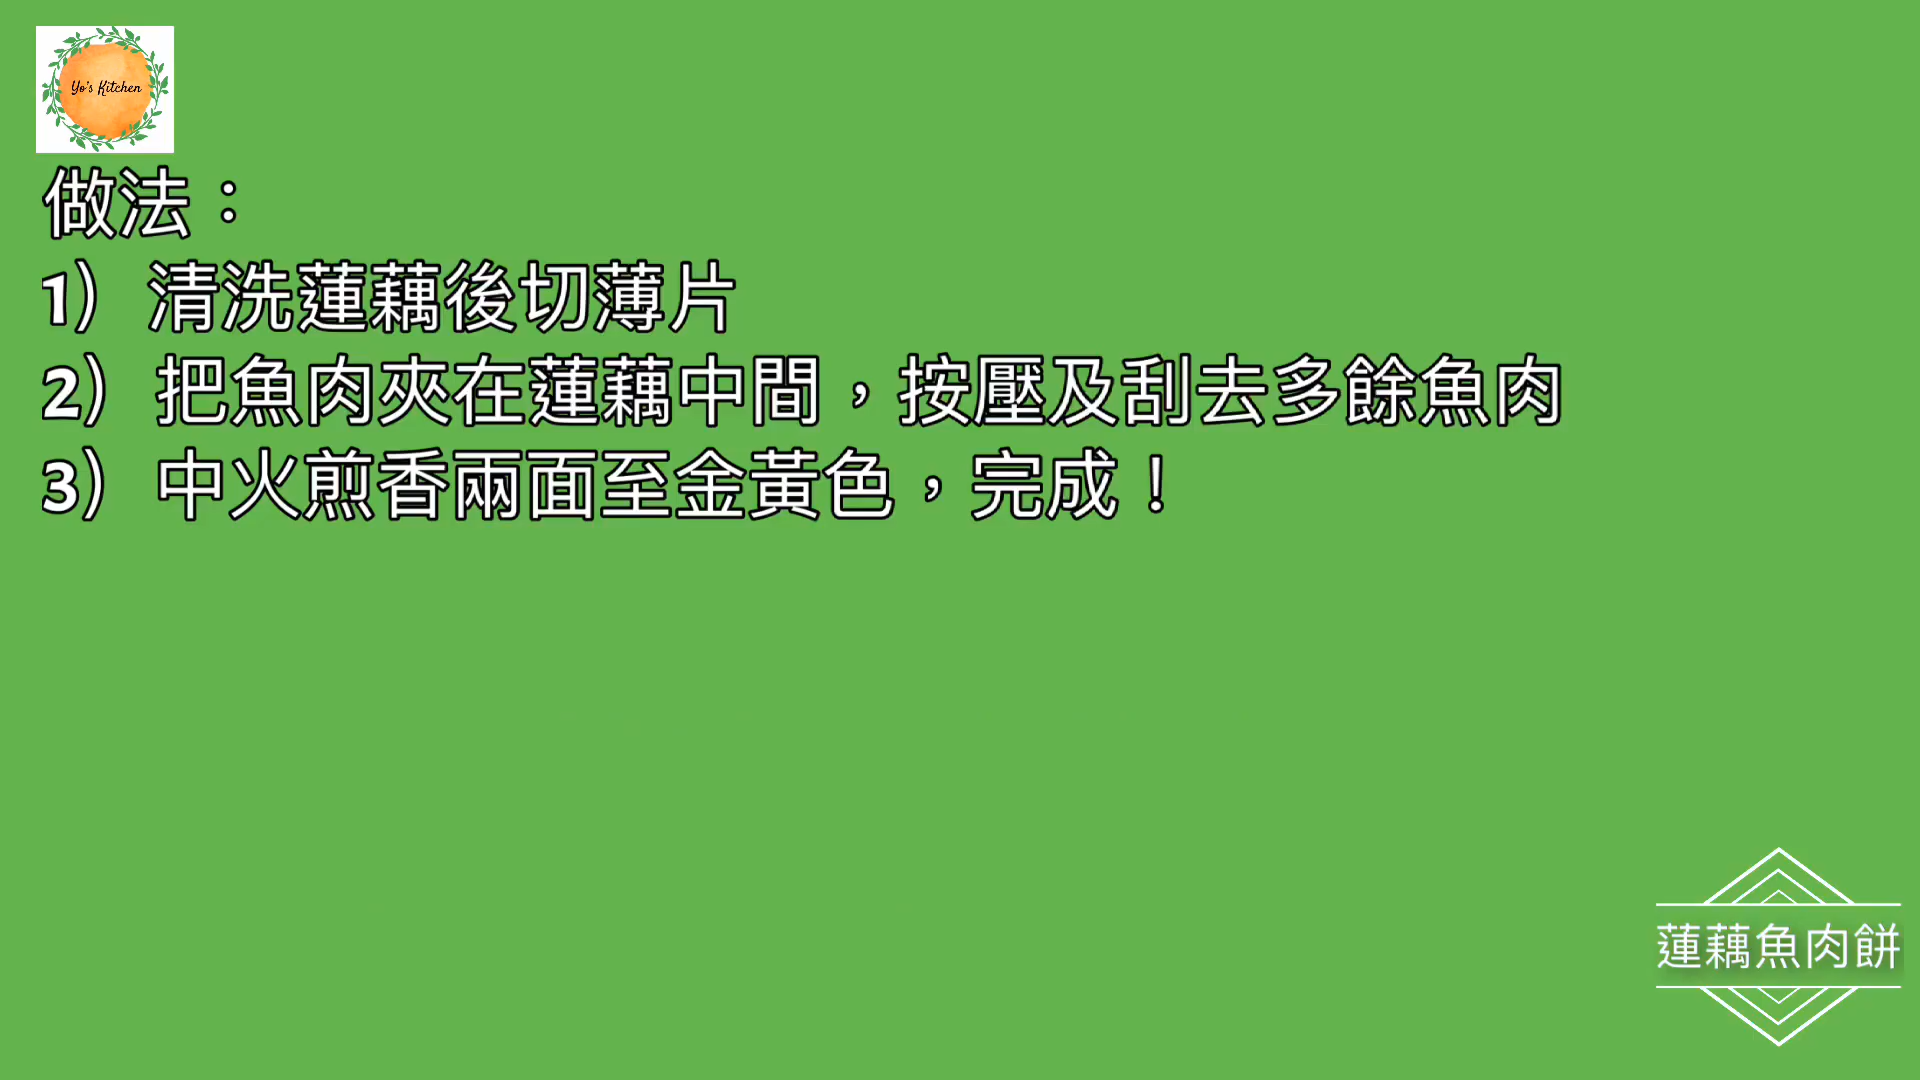 Yo's Kitchen
做法：
1） 清洗蓮藕後切薄片
2） 把魚肉夾在蓮藕中間，按壓及刮去多餘魚肉
3） 中火煎香兩面至金黃色，完成！
蓮藕魚肉餅